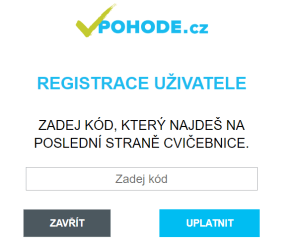 POHODE.cz
REGISTRACE UŽIVATELE
ZADEJ KÓD, KTERÝ NAJDEŠ NA
POSLEDNÍ STRANĚ CVIČEBNICE.
Zadej kód
ZAVŘÍT UPLATNIT